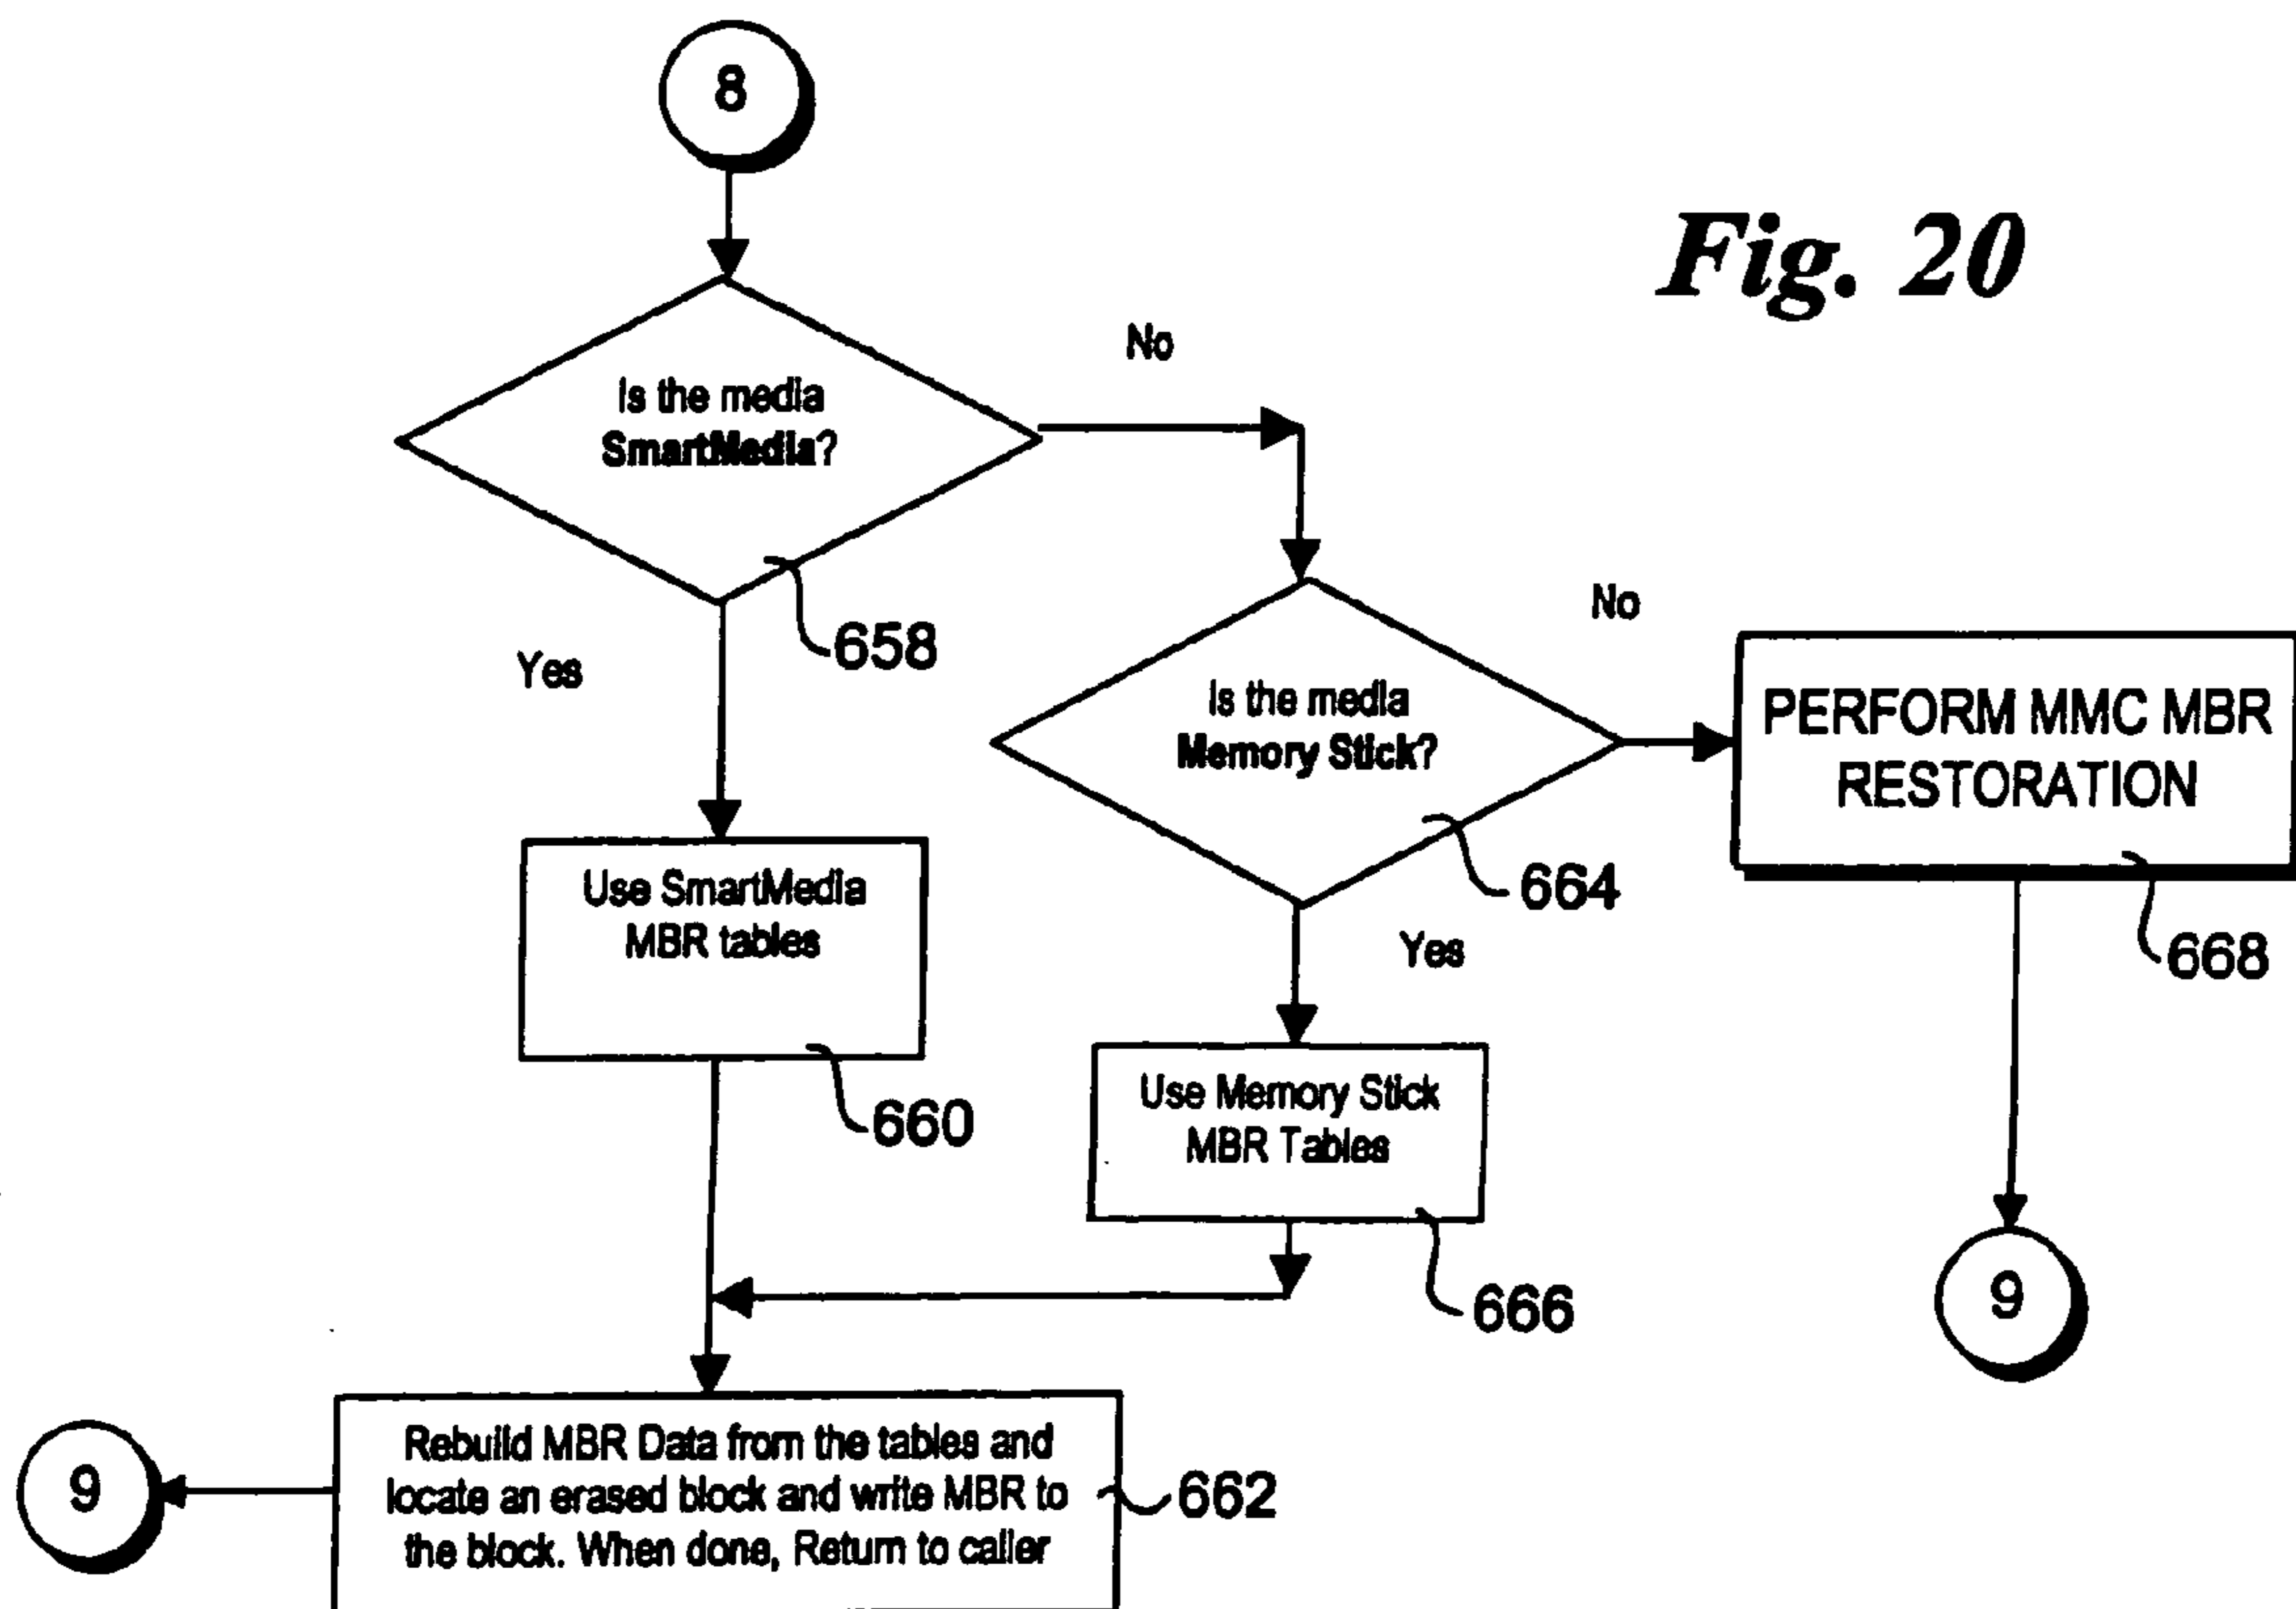 8
Fig. 20
No
Is the media
SmartMedia?
658
Yes
No
Is the media
Memory Stick?
664
PERFORM MMC MBR
RESTORATION
668
Use SmartMedia
MBR tables
660
Yes
Use Memory Stick
MBR Tables
666
9
Rebuild MBR Data from the tables and
locate an erased block and write MBR to
the block. When done, Return to caller
662
9